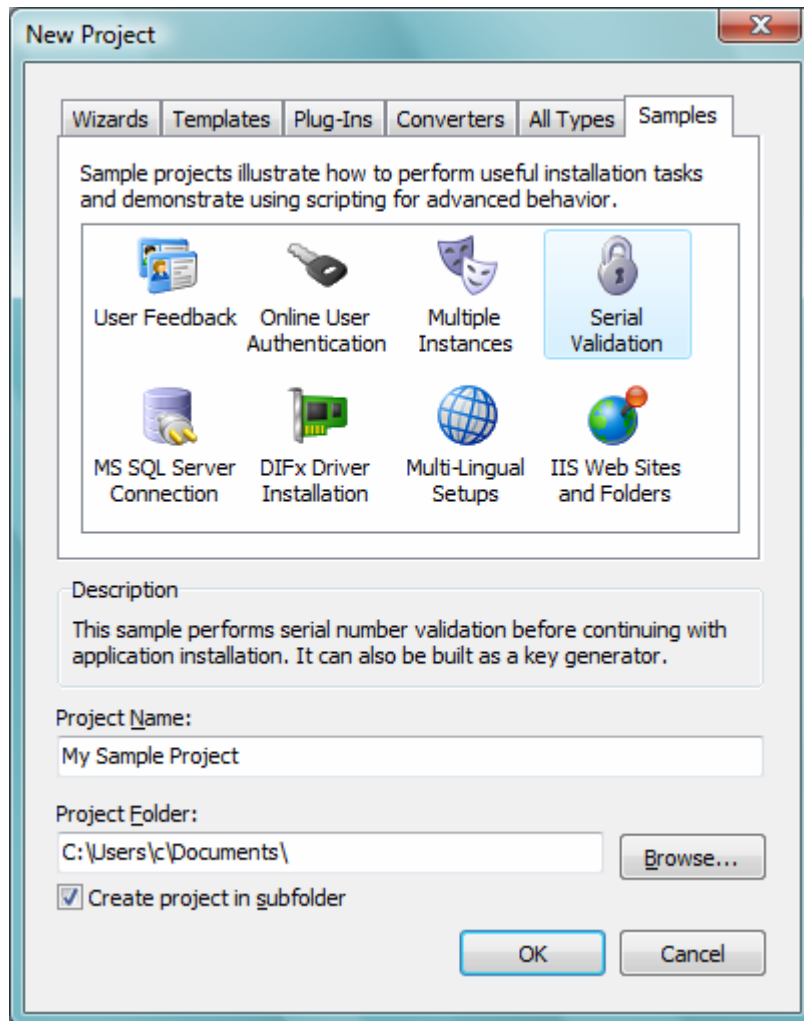 New Project
Wizards Templates Plug-Ins Converters All Types Samples
Sample projects illustrate how to perform useful installation tasks
and demonstrate using scripting for advanced behavior.
User Feedback
Online User
Authentication
Multiple
Instances
Serial
Validation
MS SQL Server
Connection
DIFx Driver
Installation
Multi-Lingual
Setups
IIS Web Sites
and Folders
Description
This sample performs serial number validation before continuing with
application installation. It can also be built as a key generator.
Project Name:
My Sample Project
Project Folder:
C:\Users\c\Documents\
Browse...
Create project in subfolder
OK Cancel